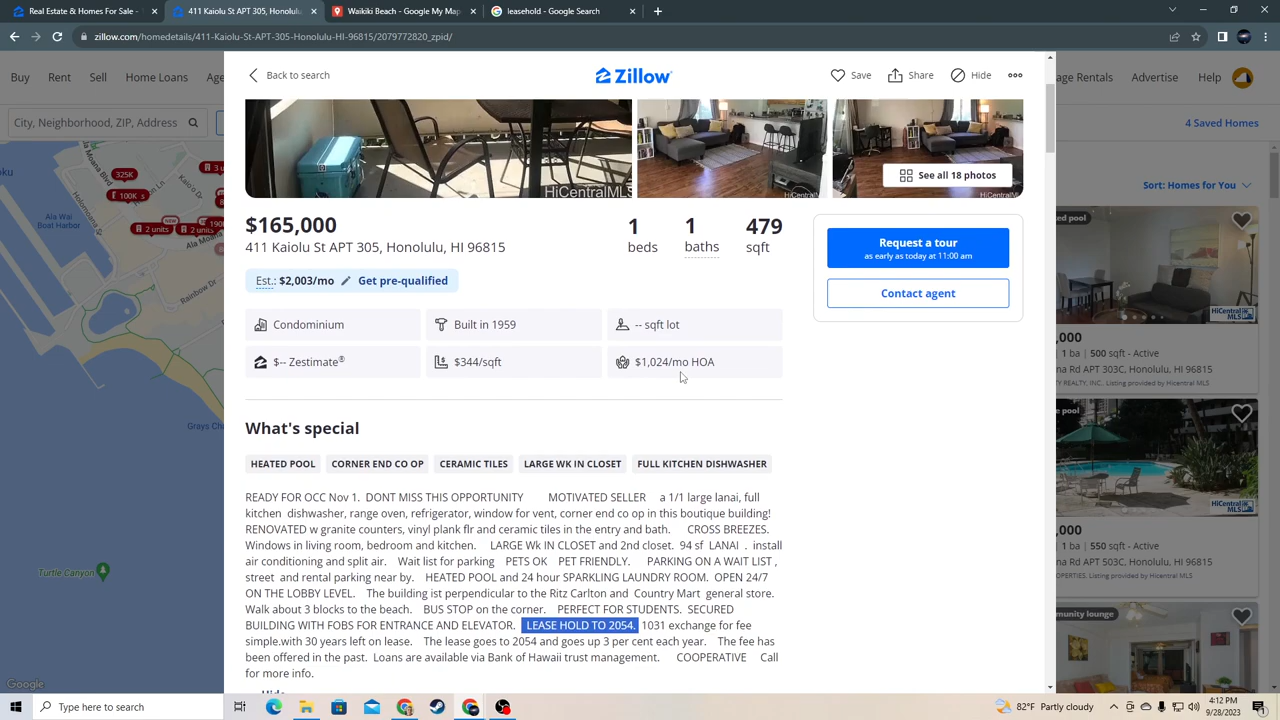 Real Estate & Homes For Sale -
411 Kaiolu St APT 305, Honolulu
Waikiki Beach - Google My Map
leasehold - Google Search
zillow.com/homedetails/411-Kaiolu-St-APT-305-Honolulu-HI-96815/2079772820_zpid/
Back to search
Zillow
Save
Share
Hide
Buy
Rent
Sell
Home Loans
Rentals
Advertise
Help
City, Neighborhood, ZIP, Address
4 Saved Homes
Sort: Homes for You
325K
100K
2 units
Ala Wai
Boat Harbor
Turtle Canyon
Google
HiCentralMLS
See all 18 photos
$165,000
411 Kaiolu St APT 305, Honolulu, HI 96815
1
beds
1
baths
479
sqft
Est.: $2,003/mo
Get pre-qualified
Request a tour
as early as today at 11:00 am
Contact agent
Condominium
Built in 1959
-- sqft lot
$-- Zestimate®
$344/sqft
$1,024/mo HOA
What's special
HEATED POOL
CORNER END CO OP
CERAMIC TILES
LARGE WK IN CLOSET
FULL KITCHEN DISHWASHER
READY FOR OCC Nov 1. DONT MISS THIS OPPORTUNITY MOTIVATED SELLER a 1/1 large lanai, full
kitchen dishwasher, range oven, refrigerator, window for vent, corner end co op in this boutique building!
RENOVATED w granite counters, vinyl plank flr and ceramic tiles in the entry and bath. CROSS BREEZES.
Windows in living room, bedroom and kitchen. LARGE Wk IN CLOSET and 2nd closet. 94 sf LANAI . install
air conditioning and split air. Wait list for parking PETS OK PET FRIENDLY. PARKING ON A WAIT LIST ,
street and rental parking near by. HEATED POOL and 24 hour SPARKLING LAUNDRY ROOM. OPEN 24/7
ON THE LOBBY LEVEL. The building ist perpendicular to the Ritz Carlton and Country Mart general store.
Walk about 3 blocks to the beach. BUS STOP on the corner. PERFECT FOR STUDENTS. SECURED
BUILDING WITH FOBS FOR ENTRANCE AND ELEVATOR. LEASE HOLD TO 2054. 1031 exchange for fee
simple.with 30 years left on lease. The lease goes to 2054 and goes up 3 per cent each year. The fee has
been offered in the past. Loans are available via Bank of Hawaii trust management. COOPERATIVE Call
for more info.
Hide
1 ba | 500 sqft - Active
na Rd APT 303C, Honolulu, HI 96815
REALTY, INC. Listing provided by Hicentral MLS
HiCentral MLS
1 ba | 550 sqft - Active
Type here to search
82°F Partly cloudy
4:12 PM
9/28/2023